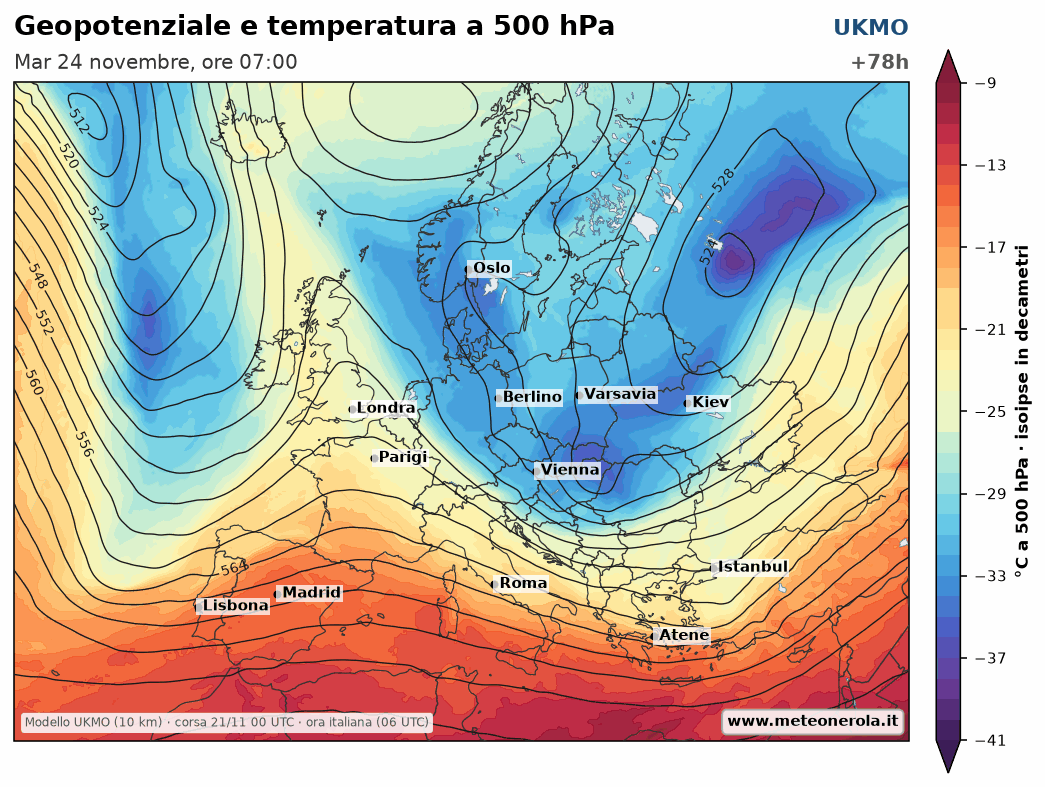 Geopotenziale e temperatura a 500 hPa
UKMO
Mar 24 novembre, ore 07:00
+78h
512
520
524
548
552
560
556
564
528
524
Oslo
Berlino
Varsavia
Kiev
Londra
Parigi
Vienna
Istanbul
Roma
Madrid
Lisbona
Atene
Modello UKMO (10 km) · corsa 21/11 00 UTC · ora italiana (06 UTC)
www.meteonerola.it
−9
−13
−17
−21
−25
−29
−33
−37
−41
°C a 500 hPa · isoipse in decametri